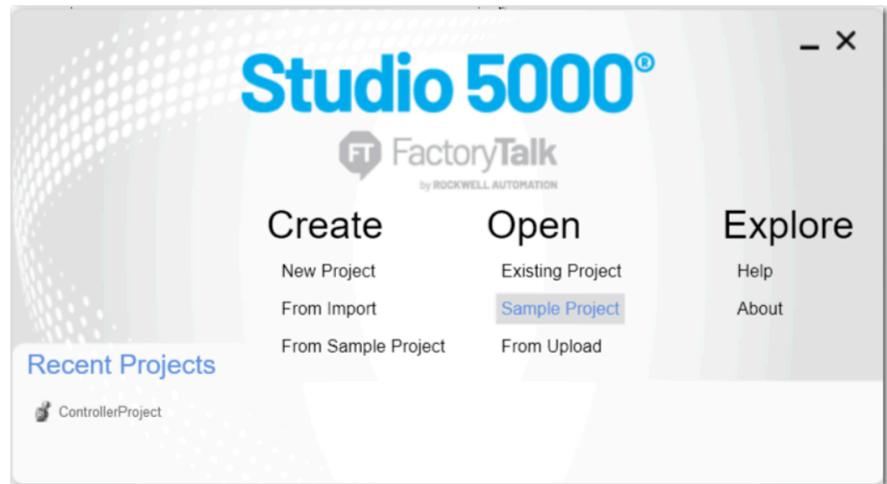 Studio 5000®
FT FactoryTalk
by ROCKWELL AUTOMATION
Create
New Project
From Import
From Sample Project
Open
Existing Project
Sample Project
From Upload
Explore
Help
About
Recent Projects
ControllerProject